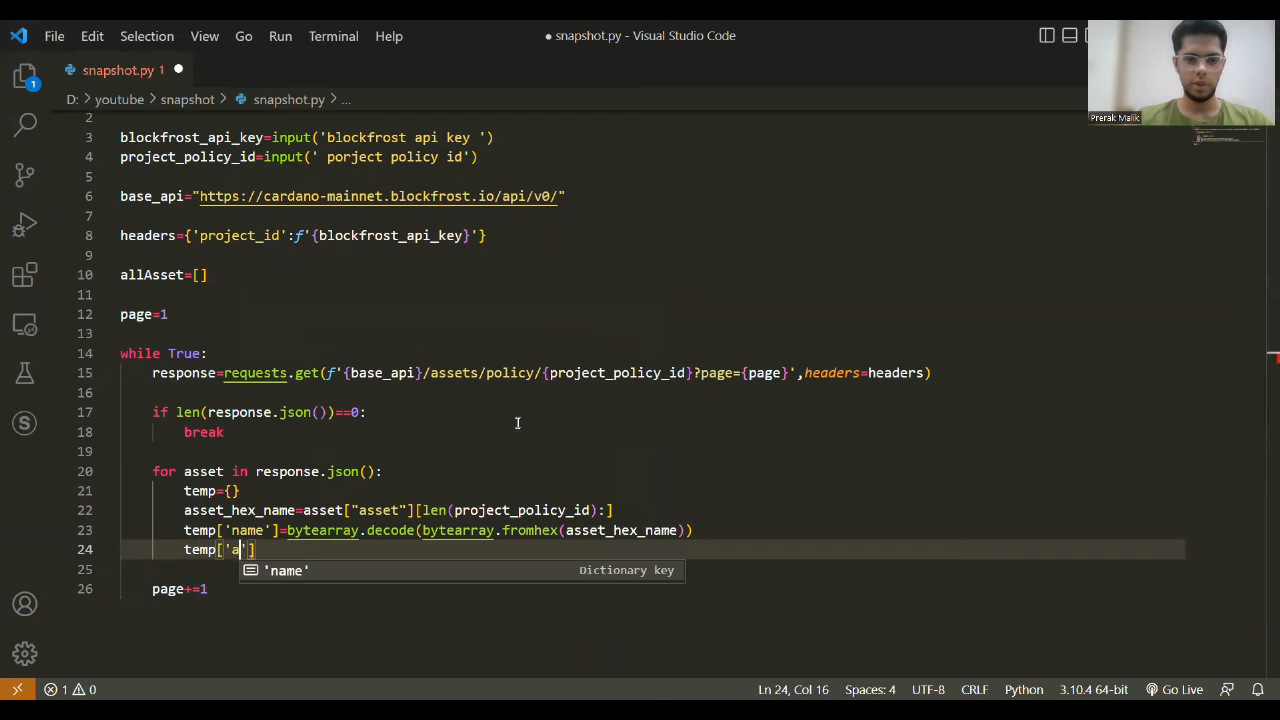 File Edit Selection View Go Run Terminal Help
● snapshot.py - Visual Studio Code
Prerak Malik
1
snapshot.py 1 ●
D: > youtube > snapshot > snapshot.py > ...
2
3 blockfrost_api_key=input('blockfrost api key ')
4 project_policy_id=input(' porject policy id')
5
6 base_api="https://cardano-mainnet.blockfrost.io/api/v0/"
7
8 headers={'project_id':f'{blockfrost_api_key}'}
9
10 allAsset=[]
11
12 page=1
13
14 while True:
15 response=requests.get(f'{base_api}/assets/policy/{project_policy_id}?page={page}',headers=headers)
16
17 if len(response.json())==0:
18 break
19
20 for asset in response.json():
21 temp={}
22 asset_hex_name=asset["asset"][len(project_policy_id):]
23 temp['name']=bytearray.decode(bytearray.fromhex(asset_hex_name))
24 temp['a']
25
'name' Dictionary key
26 page+=1
1 0
Ln 24, Col 16 Spaces: 4 UTF-8 CRLF Python 3.10.4 64-bit Go Live